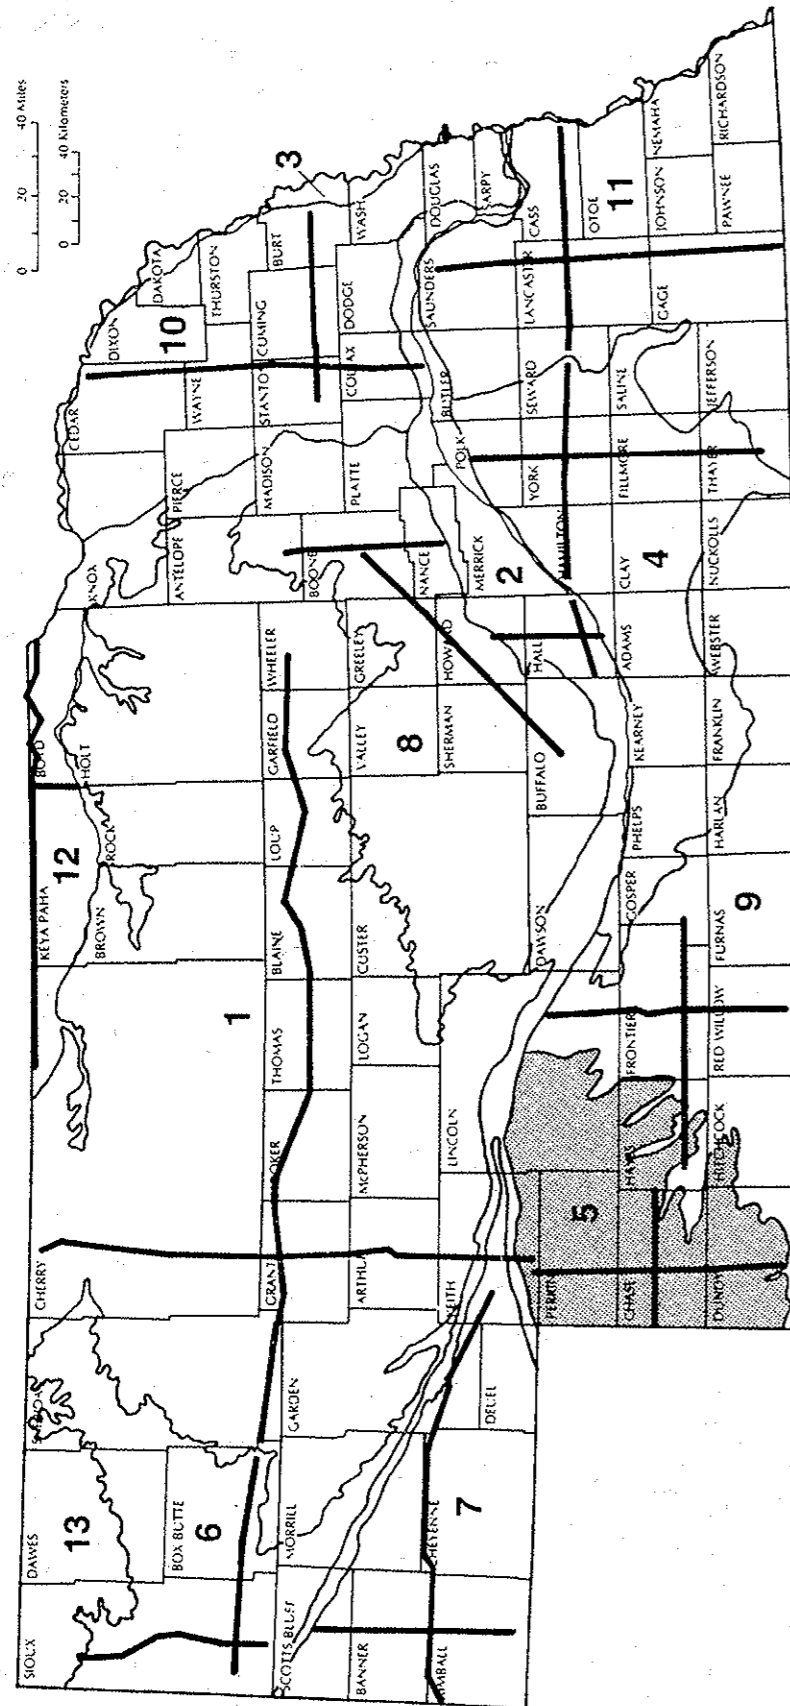 0 20 40 Miles
0 20 40 Kilometers
SIOUX
DAWES
CHERRY
KEYA PAHA
BOYD
KNOX
CEDAR
DIXON
DAKOTA
13
12
10
BROWN
ROCK
HOLT
ANTELOPE
PIERCE
WAYNE
THURSTON
BOX BUTTE
6
1
3
SCOTTS BLUFF
MORRILL
GARDEN
GRANT
THOMAS
BLAINE
LOUP
GARFIELD
WHEELER
BOONE
MADISON
STANTON
CUMING
BURT
BANNER
McPHERSON
LOGAN
CUSTER
VALLEY
GREELEY
8
NANCE
PLATTE
COLFAX
DODGE
WASH
CHEYENNE
7
DEUEL
KEITH
LINCOLN
SHERMAN
HOWARD
MERRICK
2
POLK
BUTLER
SAUNDERS
DOUGLAS
SARPY
5
DAWSON
BUFFALO
HALL
HAMILTON
YORK
SEWARD
LANCASTER
CASS
CHASE
HAYES
FRONTIER
GOSPER
PHELPS
KEARNEY
ADAMS
CLAY
4
FILLMORE
SALINE
OTOE
11
GAGE
JOHNSON
NEMAHA
DUNDY
HITCHCOCK
RED WILLOW
FURNAS
9
HARLAN
FRANKLIN
WEBSTER
NUCKOLLS
THAYER
JEFFERSON
PAWNEE
RICHARDSON